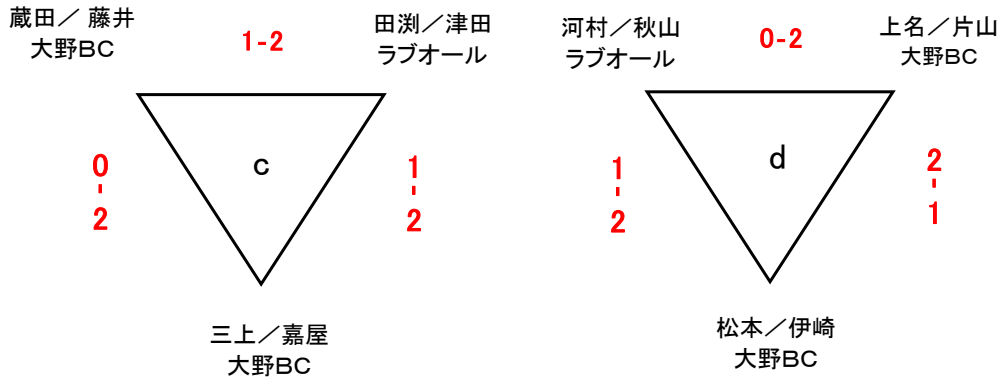 蔵田／ 藤井
大野ＢＣ
1-2
田渕／津田
ラブオール
0
-
2
c
1
-
2
三上／嘉屋
大野ＢＣ
河村／秋山
ラブオール
0-2
上名／片山
大野ＢＣ
1
-
2
d
2
-
1
松本／伊崎
大野ＢＣ